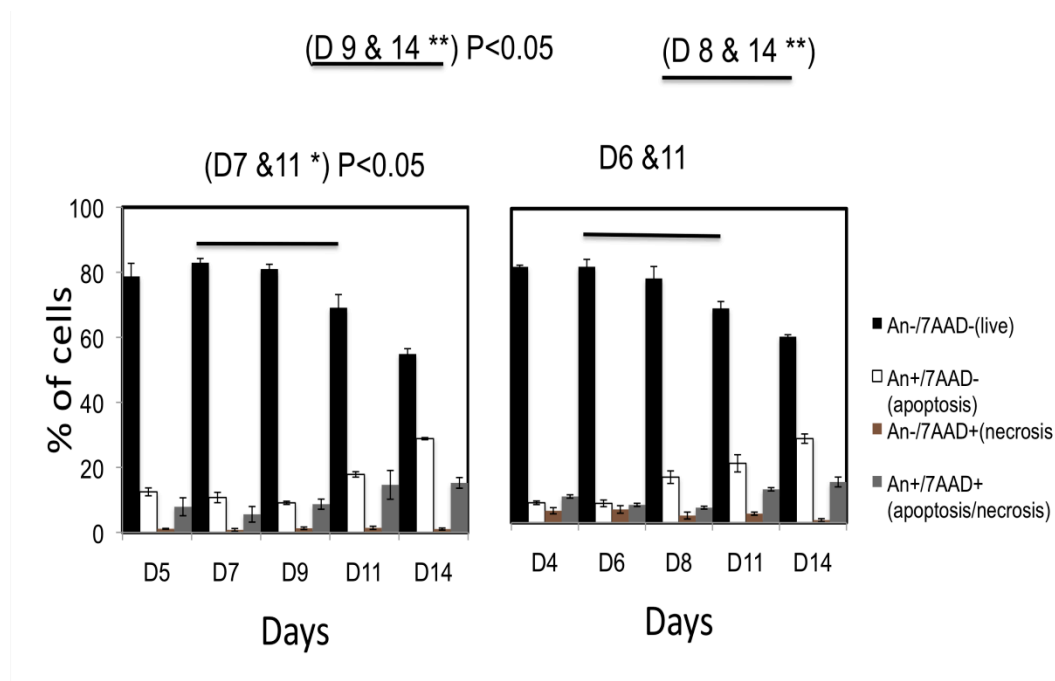 (D 9 & 14 **) P<0.05
(D 8 & 14 **)
(D7 &11 *) P<0.05
D6 &11
% of cells
100
80
60
40
20
0
D5 D7 D9 D11 D14
Days
D4 D6 D8 D11 D14
Days
An-/7AAD-(live)
An+/7AAD-
(apoptosis)
An-/7AAD+(necrosis
An+/7AAD+
(apoptosis/necrosis)